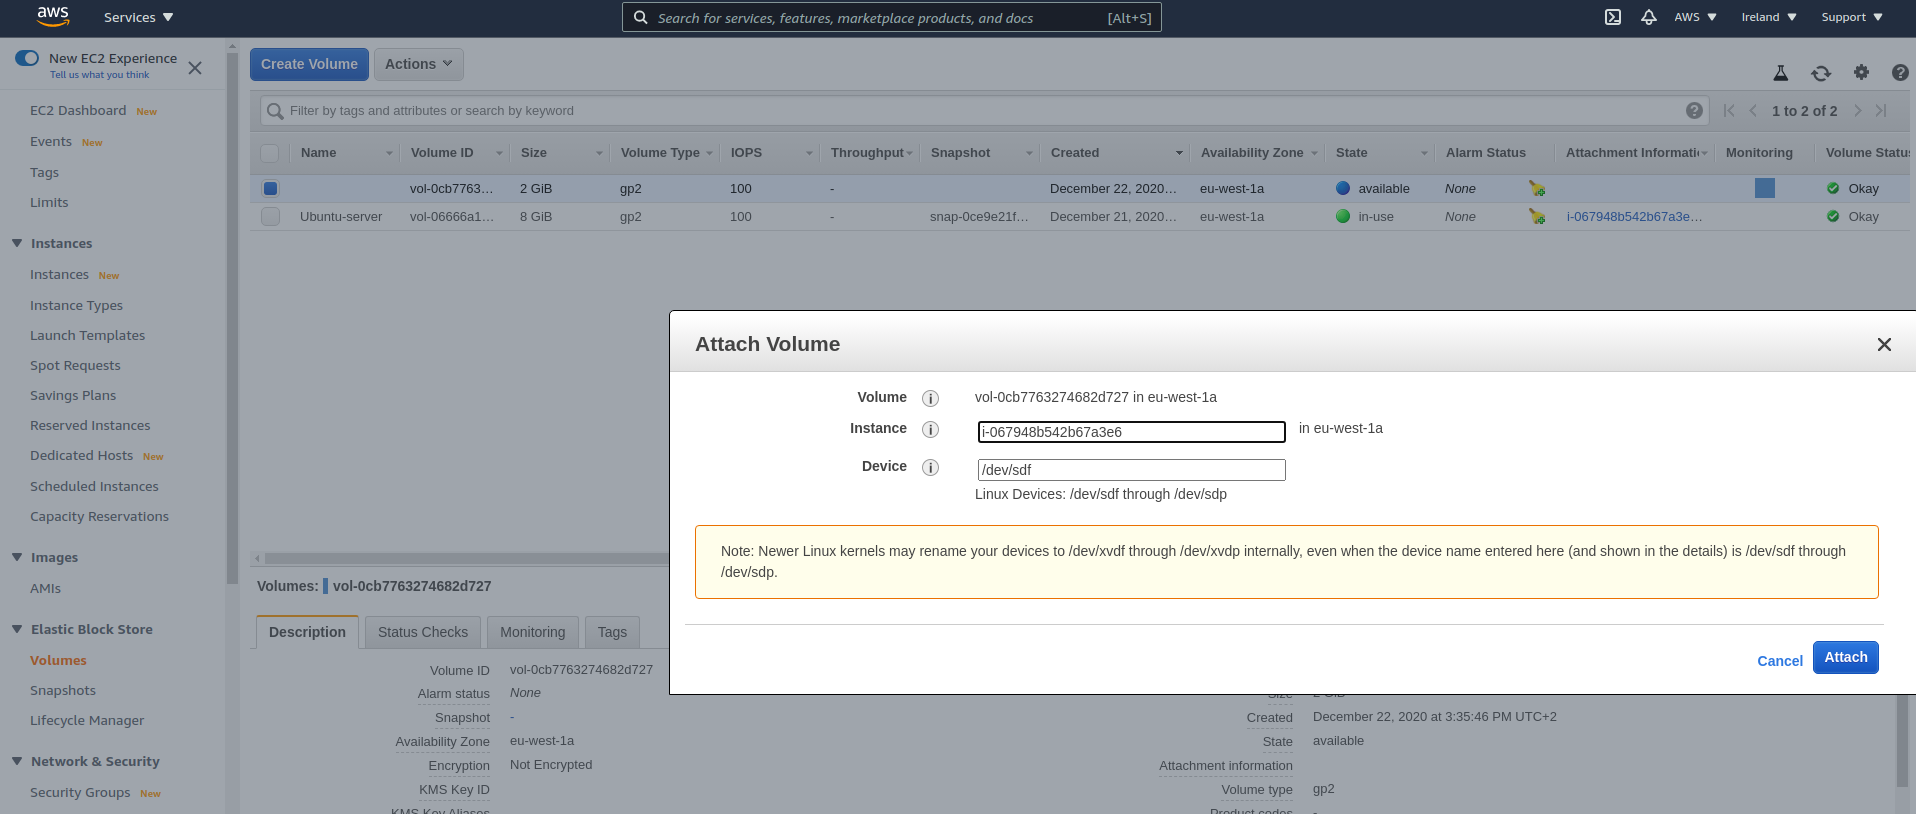 aws Services Search for services, features, marketplace products, and docs [Alt+S] AWS Ireland Support
New EC2 Experience
Tell us what you think
EC2 Dashboard New
Events New
Tags
Limits
Instances
Instances New
Instance Types
Launch Templates
Spot Requests
Savings Plans
Reserved Instances
Dedicated Hosts New
Scheduled Instances
Capacity Reservations
Images
AMIs
Elastic Block Store
Volumes
Snapshots
Lifecycle Manager
Network & Security
Security Groups New
Create Volume Actions
Filter by tags and attributes or search by keyword 1 to 2 of 2
Name Volume ID Size Volume Type IOPS Throughput Snapshot Created Availability Zone State Alarm Status Attachment Informati Monitoring Volume Statu
vol-0cb7763... 2 GiB gp2 100 - December 22, 2020... eu-west-1a available None Okay
Ubuntu-server vol-06666a1... 8 GiB gp2 100 - snap-0ce9e21f... December 21, 2020... eu-west-1a in-use None i-067948b542b67a3e... Okay
Attach Volume
Volume i vol-0cb7763274682d727 in eu-west-1a
Instance i i-067948b542b67a3e6 in eu-west-1a
Device i /dev/sdf
Linux Devices: /dev/sdf through /dev/sdp
Note: Newer Linux kernels may rename your devices to /dev/xvdf through /dev/xvdp internally, even when the device name entered here (and shown in the details) is /dev/sdf through
/dev/sdp.
Cancel Attach
Volumes: vol-0cb7763274682d727
Description Status Checks Monitoring Tags
Volume ID vol-0cb7763274682d727
Alarm status None Size 2 GiB
Snapshot - Created December 22, 2020 at 3:35:46 PM UTC+2
Availability Zone eu-west-1a State available
Encryption Not Encrypted Attachment information
KMS Key ID Volume type gp2
KMS Key Aliases Product codes -